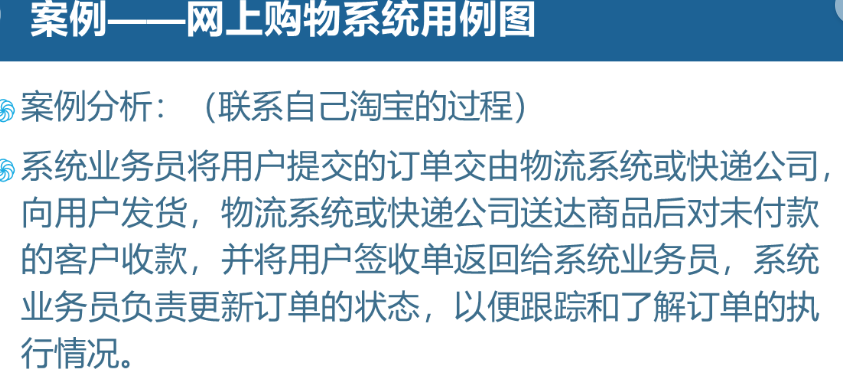 案例——网上购物系统用例图
案例分析：（联系自己淘宝的过程）
系统业务员将用户提交的订单交由物流系统或快递公司，
向用户发货，物流系统或快递公司送达商品后对未付款
的客户收款，并将用户签收单返回给系统业务员，系统
业务员负责更新订单的状态，以便跟踪和了解订单的执
行情况。